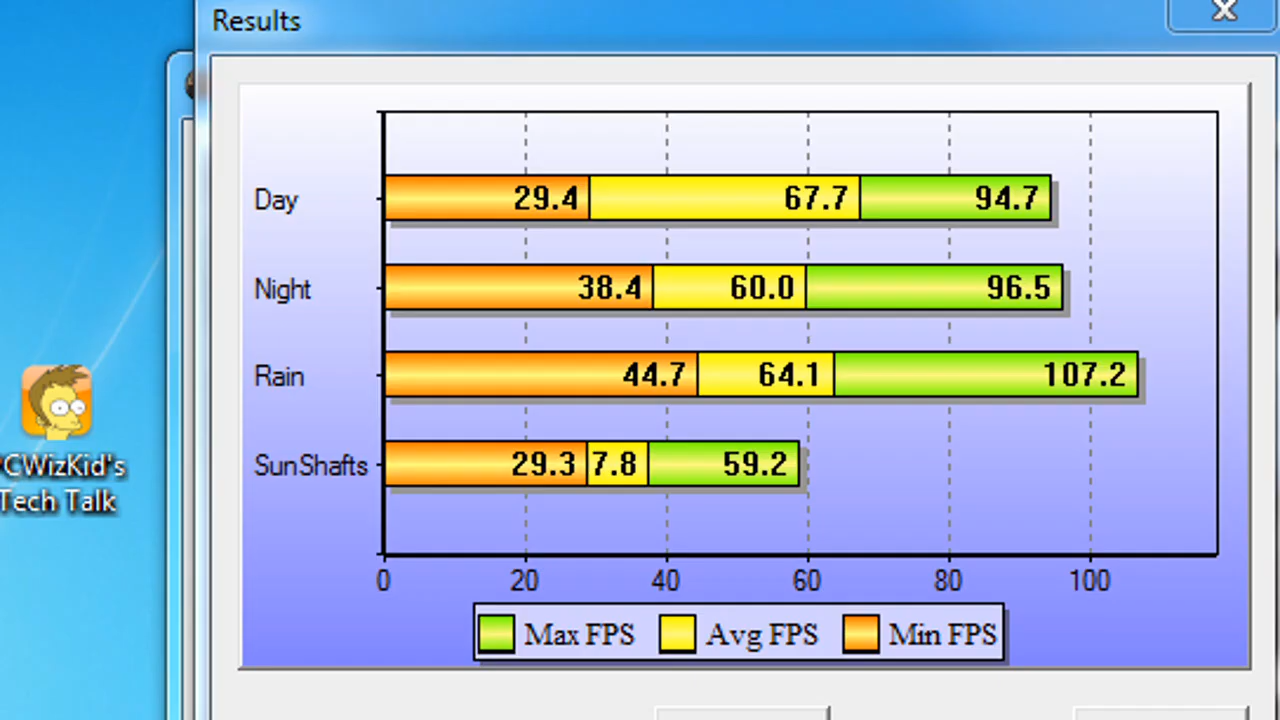 Results
Day 29.4 67.7 94.7
Night 38.4 60.0 96.5
Rain 44.7 64.1 107.2
SunShafts 29.3 7.8 59.2
0 20 40 60 80 100
Max FPS Avg FPS Min FPS
CWizKid's
Tech Talk